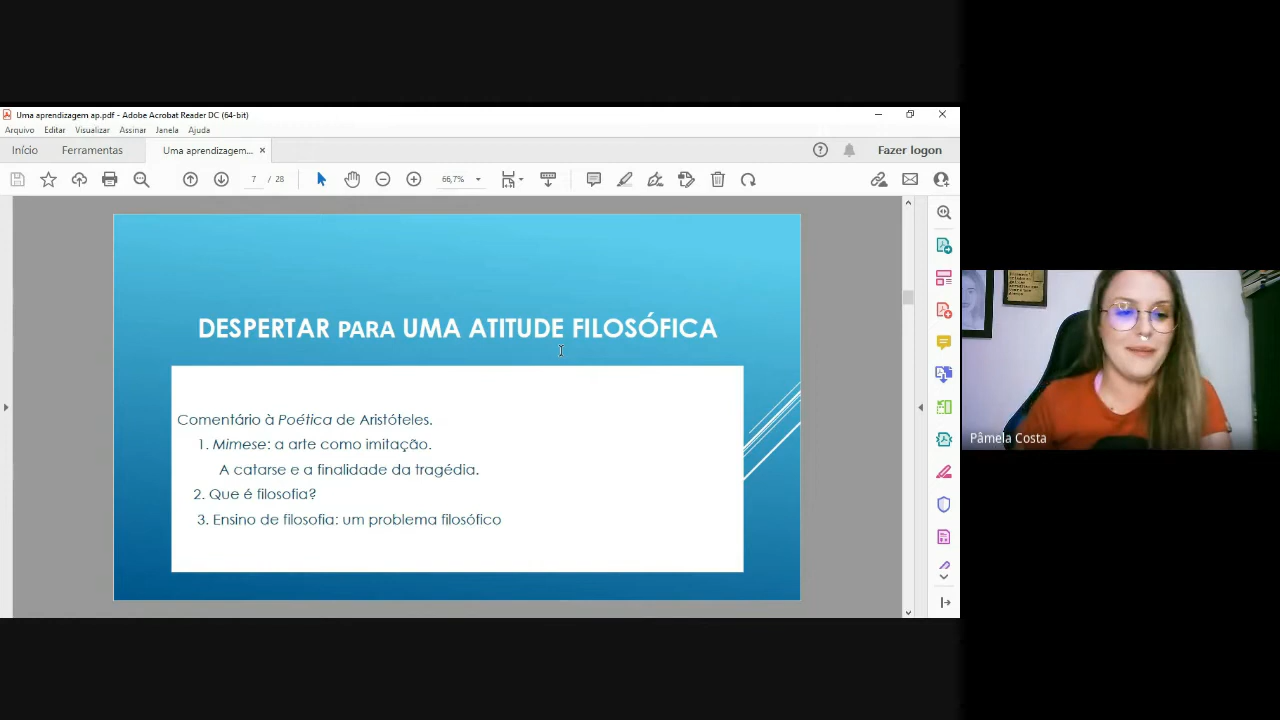 Uma aprendizagem ap.pdf - Adobe Acrobat Reader DC (64-bit)
Arquivo Editar Visualizar Assinar Janela Ajuda
Início Ferramentas Uma aprendizagem... Fazer logon
7 / 28 66,7%
DESPERTAR PARA UMA ATITUDE FILOSÓFICA
Comentário à Poética de Aristóteles.
1. Mimese: a arte como imitação.
A catarse e a finalidade da tragédia.
2. Que é filosofia?
3. Ensino de filosofia: um problema filosófico
Pâmela Costa